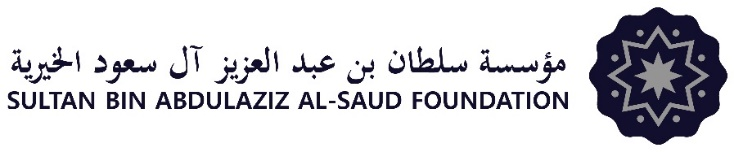 مؤسسة سلطان بن عبد العزيز آل سعود الخيرية
SULTAN BIN ABDULAZIZ AL-SAUD FOUNDATION